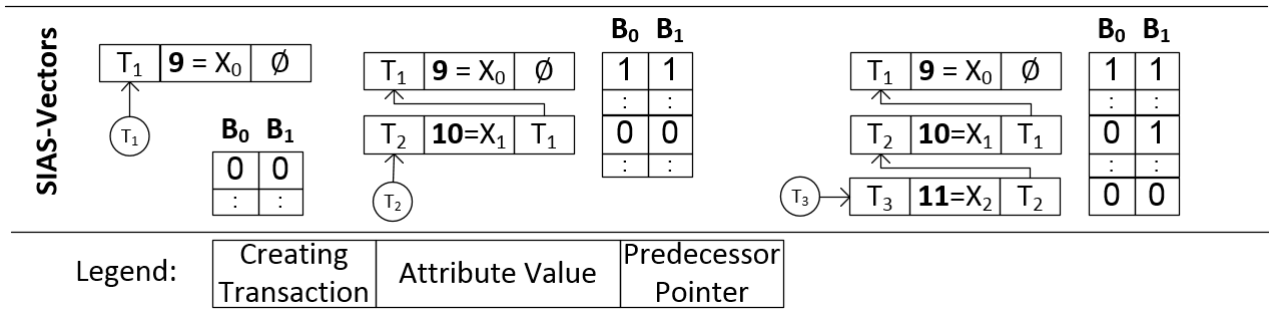 SIAS-Vectors
T₁ 9 = X₀ Ø
T₁
B₀ B₁
0 0
: :
T₁ 9 = X₀ Ø
T₂ 10=X₁ T₁
T₂
B₀ B₁
1 1
: :
0 0
: :
T₁ 9 = X₀ Ø
T₂ 10=X₁ T₁
T₃ T₃ 11=X₂ T₂
B₀ B₁
1 1
: :
0 1
: :
0 0
Legend:
Creating
Transaction
Attribute Value
Predecessor
Pointer